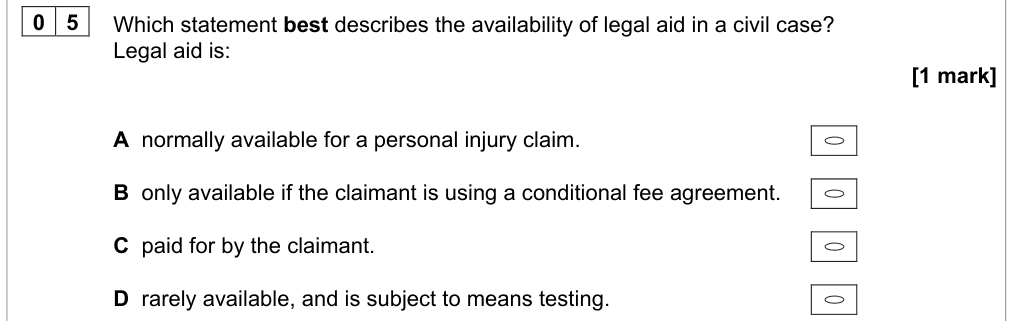 0 5 Which statement best describes the availability of legal aid in a civil case?
Legal aid is:
[1 mark]
A normally available for a personal injury claim.
B only available if the claimant is using a conditional fee agreement.
C paid for by the claimant.
D rarely available, and is subject to means testing.